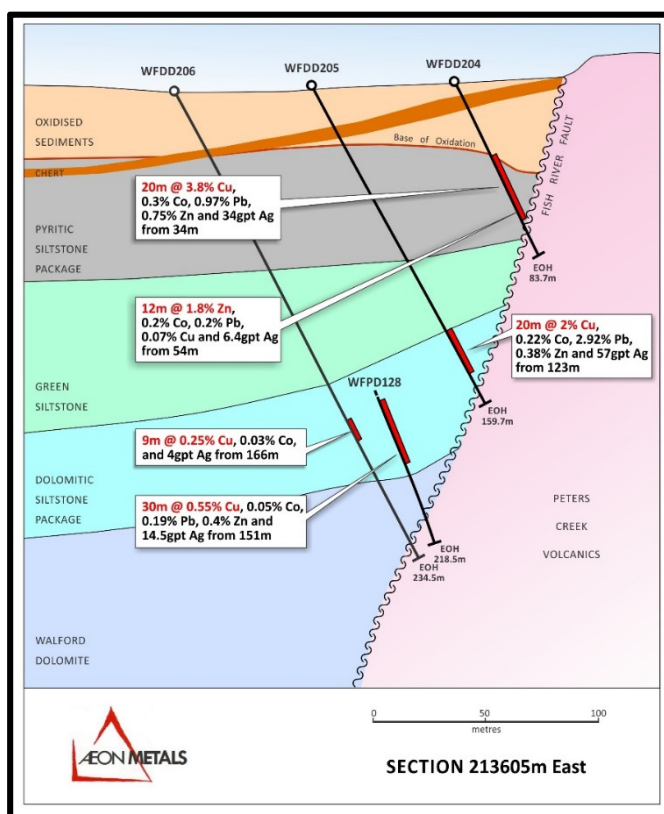 WFDD206
WFDD205
WFDD204
OXIDISED
SEDIMENTS
Base of Oxidation
CHERT
FISH RIVER FAULT
20m @ 3.8% Cu,
0.3% Co, 0.97% Pb,
0.75% Zn and 34gpt Ag
from 34m
PYRITIC
SILTSTONE
PACKAGE
EOH
83.7m
12m @ 1.8% Zn,
0.2% Co, 0.2% Pb,
0.07% Cu and 6.4gpt Ag
from 54m
20m @ 2% Cu,
0.22% Co, 2.92% Pb,
0.38% Zn and 57gpt Ag
from 123m
GREEN
SILTSTONE
WFPD128
EOH
159.7m
9m @ 0.25% Cu, 0.03% Co,
and 4gpt Ag from 166m
DOLOMITIC
SILTSTONE
PACKAGE
30m @ 0.55% Cu, 0.05% Co,
0.19% Pb, 0.4% Zn and
14.5gpt Ag from 151m
PETERS
CREEK
VOLCANICS
EOH
218.5m
EOH
234.5m
WALFORD
DOLOMITE
0 50 100
metres
ÆON METALS
SECTION 213605m East